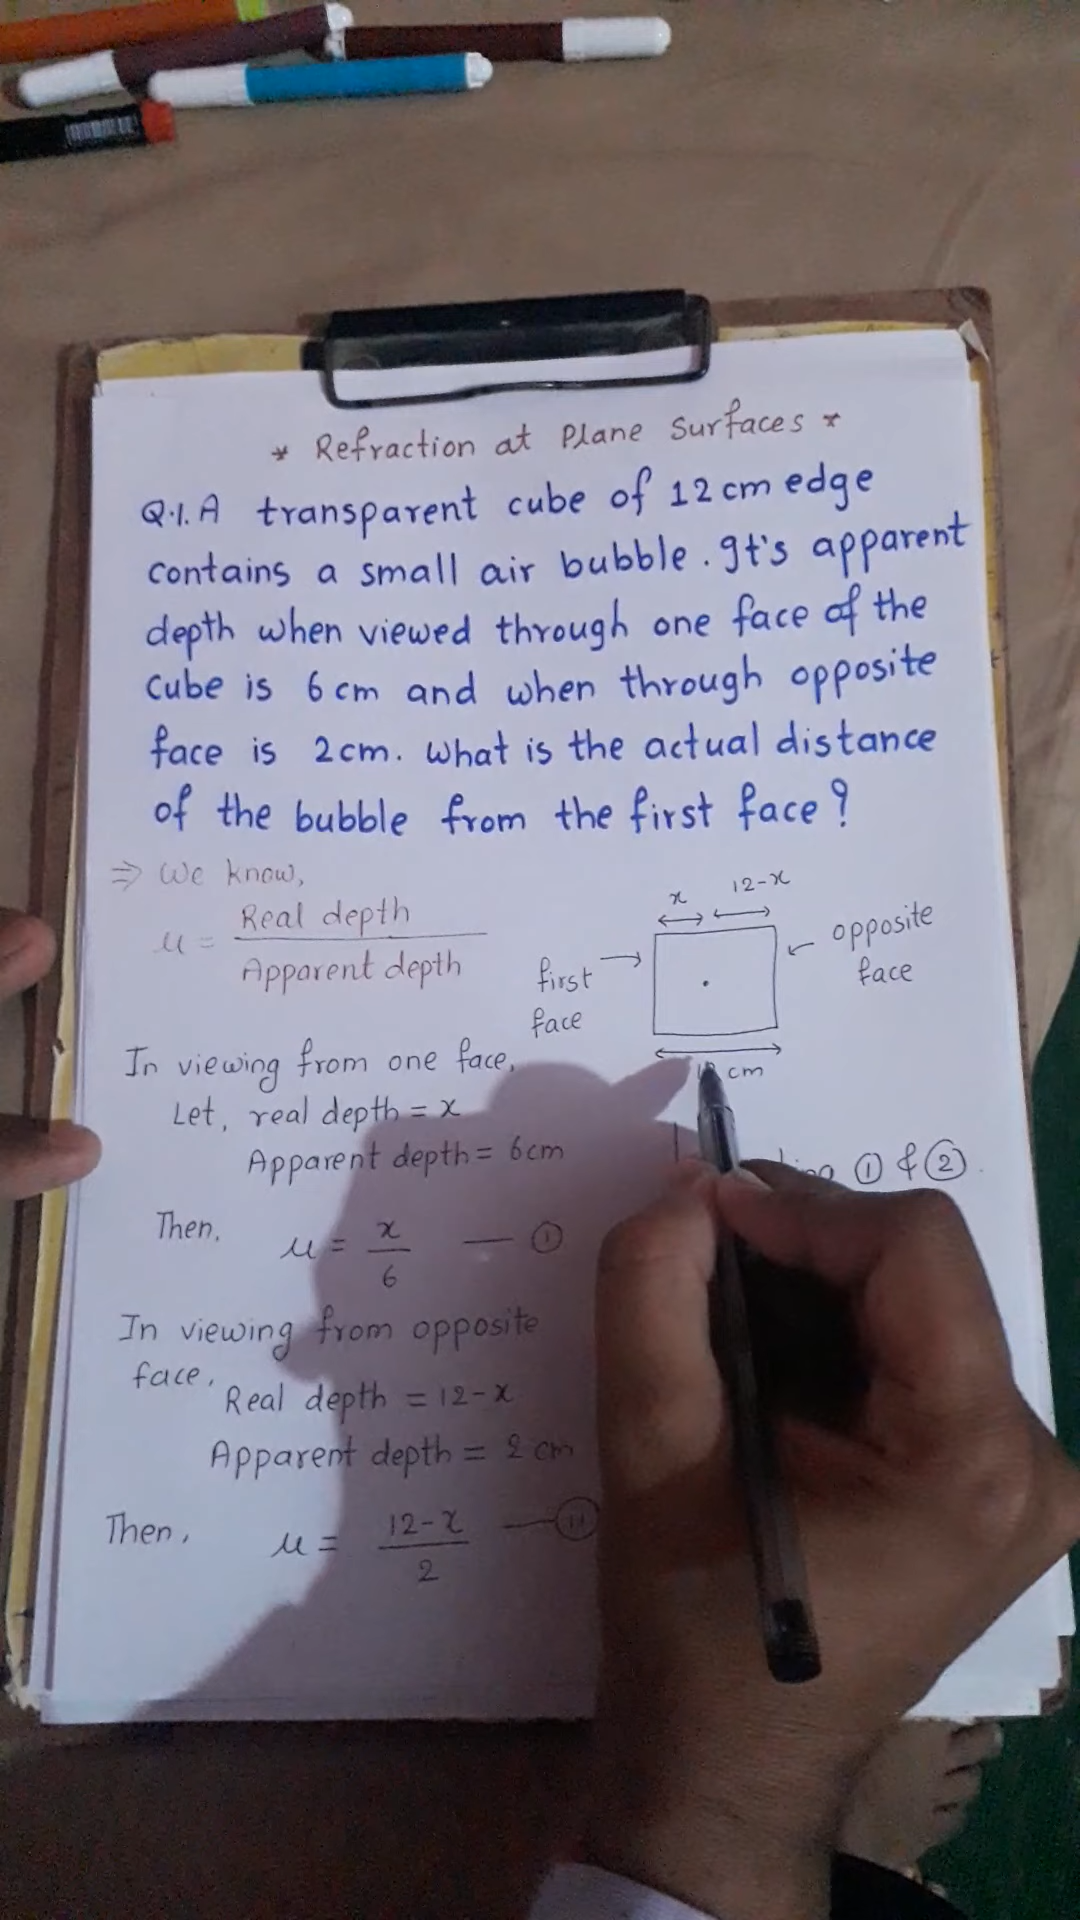 * Refraction at Plane Surfaces *
Q.1. A transparent cube of 12 cm edge
contains a small air bubble. It's apparent
depth when viewed through one face of the
cube is 6 cm and when through opposite
face is 2 cm. What is the actual distance
of the bubble from the first face?
⇒ We know,
μ = Real depth
Apparent depth
x 12-x
first face
opposite face
cm
In viewing from one face,
Let, real depth = x
Apparent depth = 6cm
Then, μ = x/6 — ①
In viewing from opposite
face,
Real depth = 12-x
Apparent depth = 2 cm
Then, μ = 12-x/2 — ⑪
① & ②.